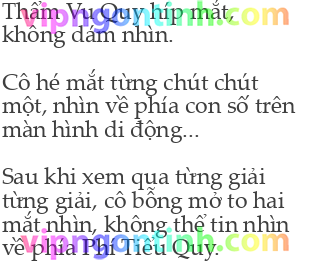 Thẩm Vu Quy híp mắt,
vipngontinh.com
không dám nhìn.
Cô hé mắt từng chút chút
một, nhìn về phía con số trên
màn hình di động...
Sau khi xem qua từng giải
từng giải, cô bỗng mở to hai
mắt nhìn, không thể tin nhìn
vipngontinh.com
về phía Phí Tiểu Quy.